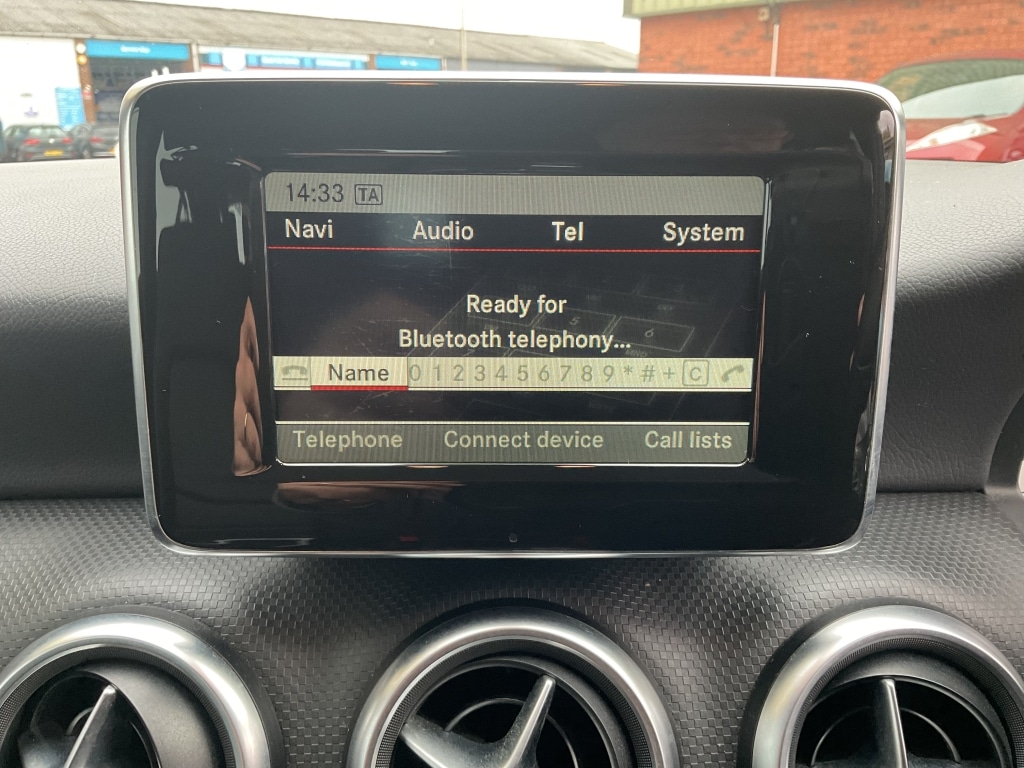 14:33 TA
Navi Audio Tel System
Ready for
Bluetooth telephony...
Name 0 1 2 3 4 5 6 7 8 9 * # + C
Telephone Connect device Call lists